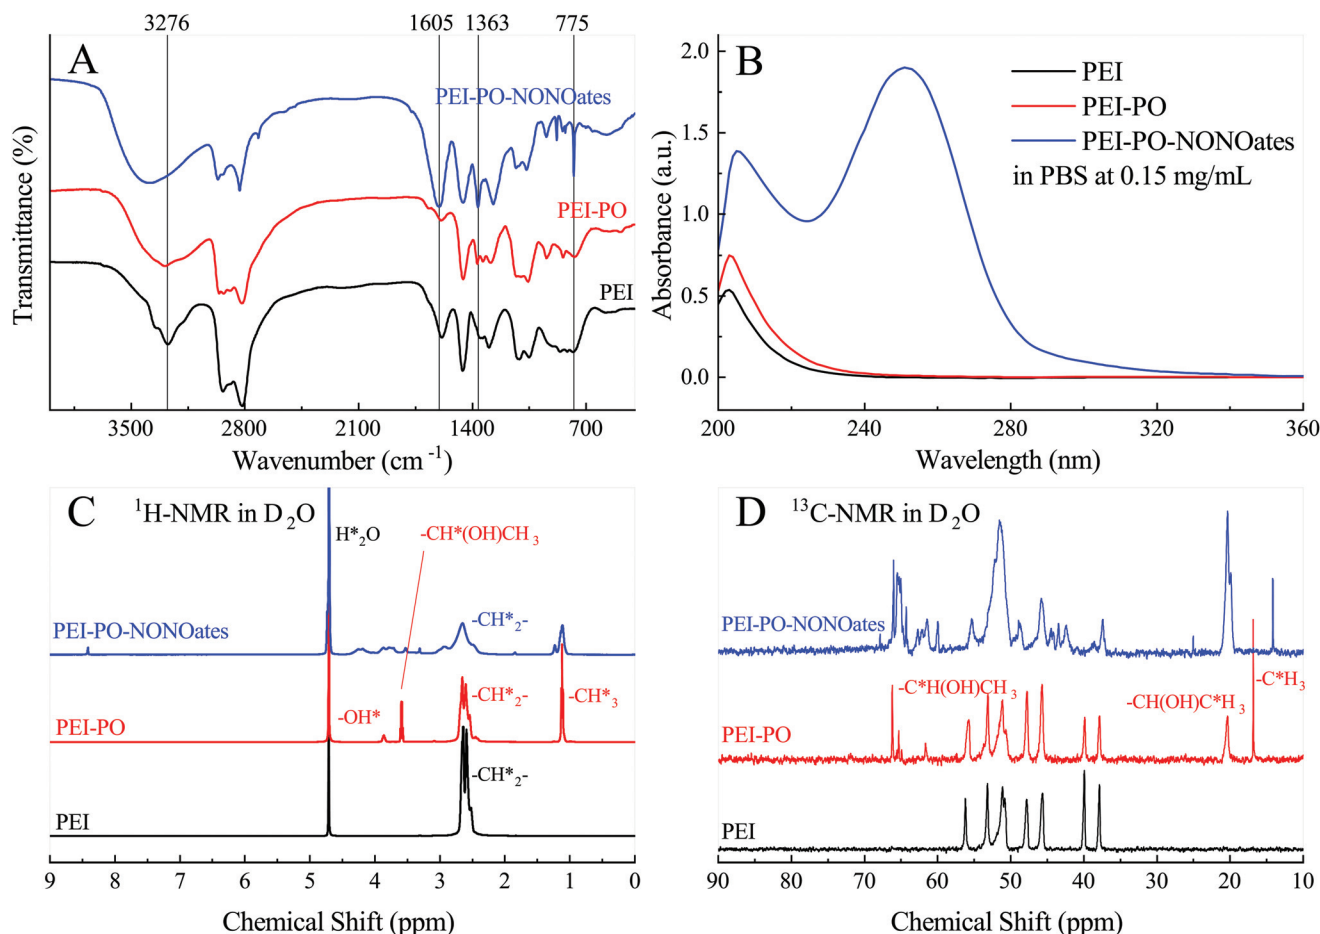 3276 1605 1363 775
A
PEI-PO-NONOates
PEI-PO
PEI
Transmittance (%)
3500 2800 2100 1400 700
Wavenumber (cm⁻¹)
B
PEI
PEI-PO
PEI-PO-NONOates
in PBS at 0.15 mg/mL
2.0
1.5
1.0
0.5
0.0
Absorbance (a.u.)
200 240 280 320 360
Wavelength (nm)
C
¹H-NMR in D₂O
H*₂O
-CH*(OH)CH₃
PEI-PO-NONOates
-CH*₂-
-OH*
-CH*₂-
-CH*₃
PEI-PO
-CH*₂-
PEI
9 8 7 6 5 4 3 2 1 0
Chemical Shift (ppm)
D
¹³C-NMR in D₂O
PEI-PO-NONOates
-C*H(OH)CH₃
-C*H₃
-CH(OH)C*H₃
PEI-PO
PEI
90 80 70 60 50 40 30 20 10
Chemical Shift (ppm)